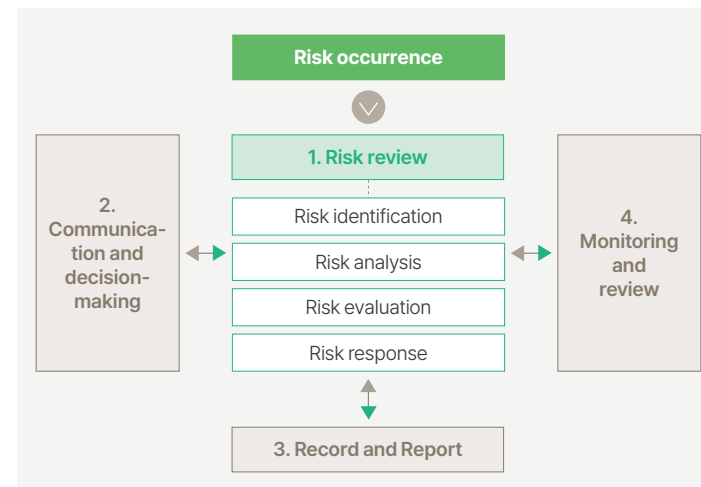 Risk occurrence
1. Risk review
Risk identification
Risk analysis
Risk evaluation
Risk response
2.
Communica-
tion and
decision-
making
4.
Monitoring
and
review
3. Record and Report